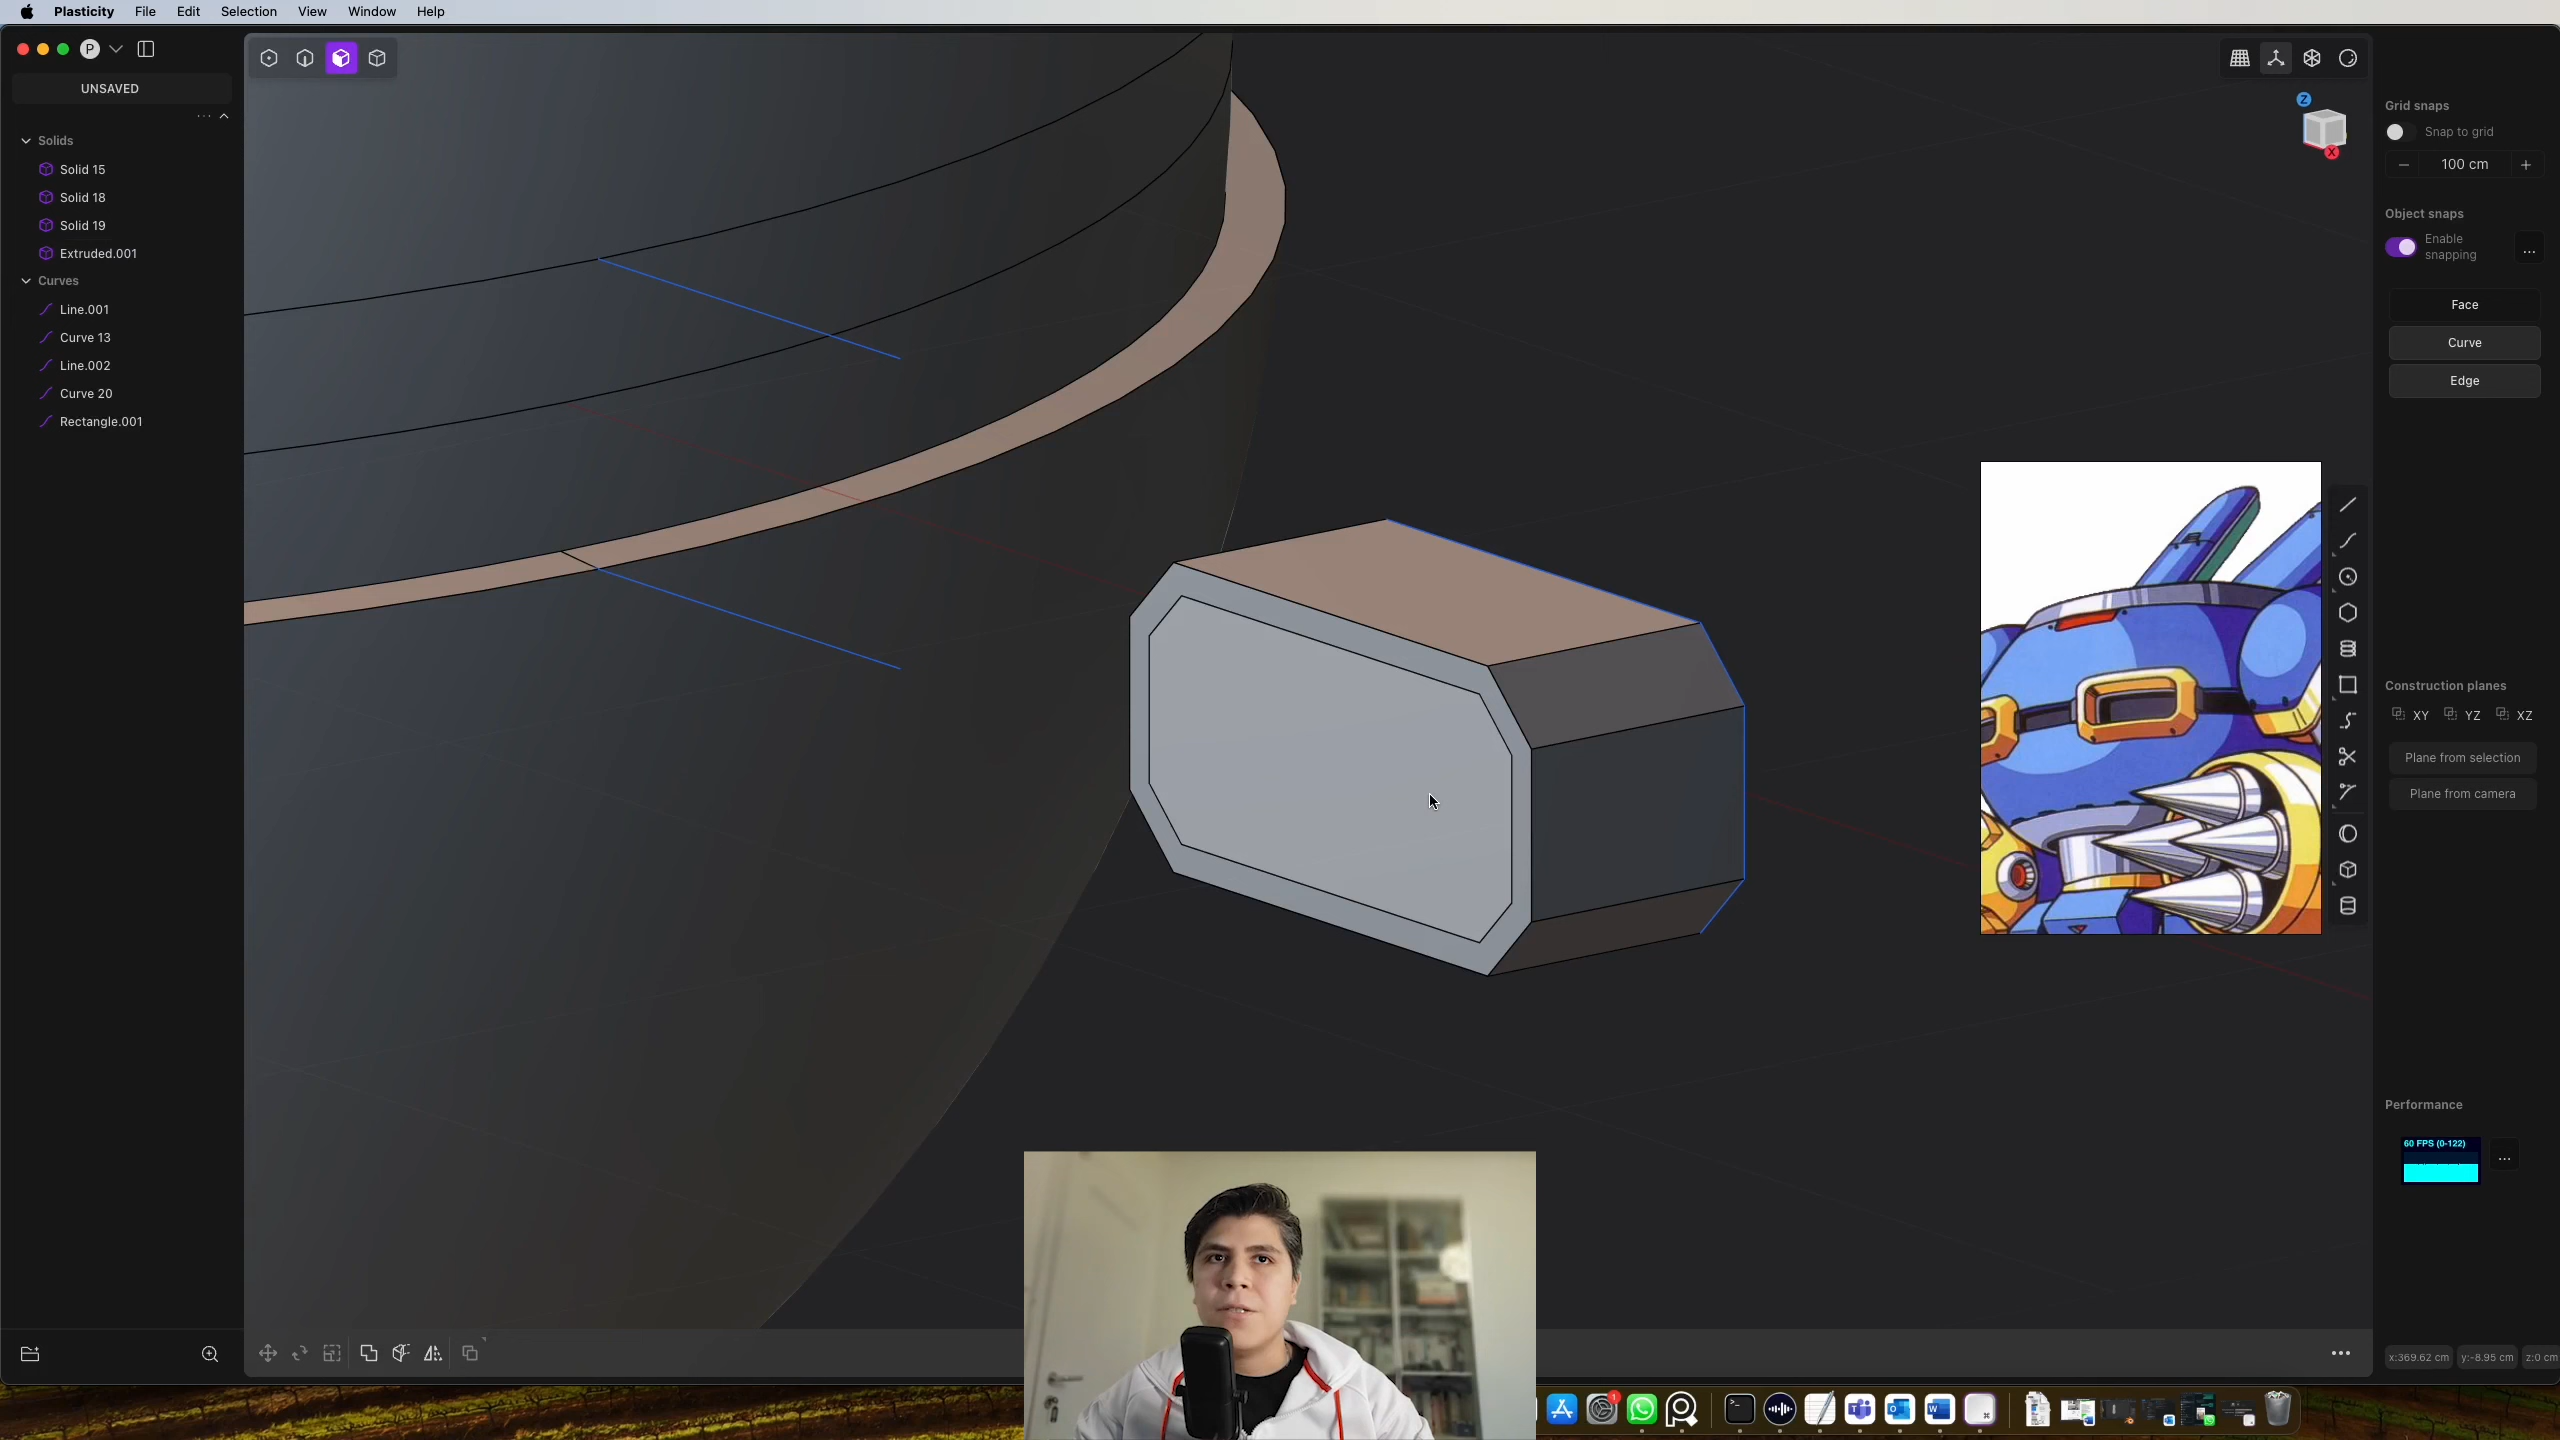 Plasticity File Edit Selection View Window Help
P
UNSAVED
Solids
Solid 15
Solid 18
Solid 19
Extruded.001
Curves
Line.001
Curve 13
Line.002
Curve 20
Rectangle.001
Z
X
Grid snaps
Snap to grid
100 cm
Object snaps
Enable
snapping
Face
Curve
Edge
Construction planes
XY YZ XZ
Plane from selection
Plane from camera
Performance
60 FPS (0-122)
x:369.62 cm y:-8.95 cm z:0 cm
1